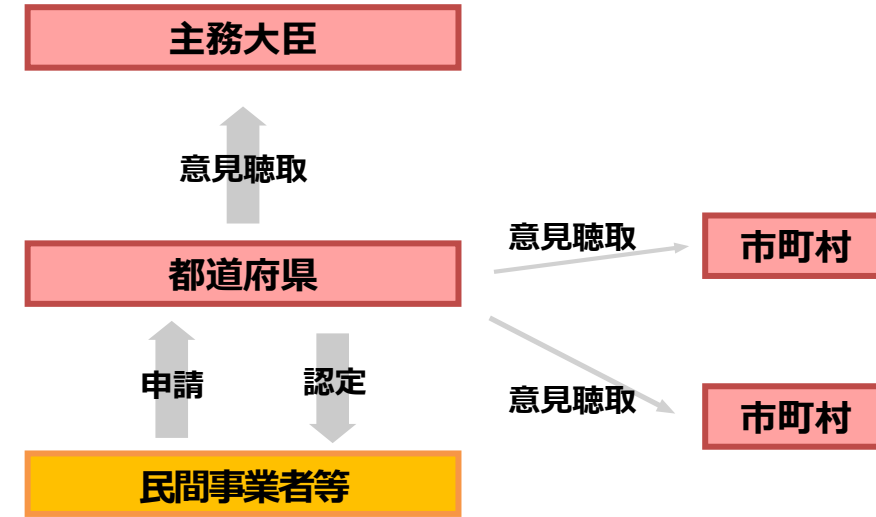 主務大臣
意見聴取
意見聴取
市町村
都道府県
申請
認定
意見聴取
市町村
民間事業者等